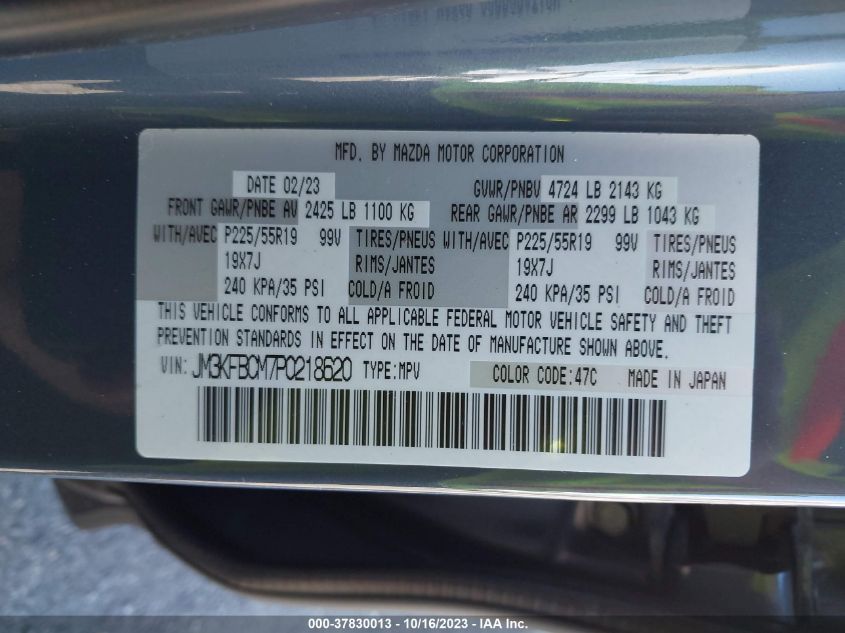 MFD. BY MAZDA MOTOR CORPORATION
DATE 02/23 GVWR/PNBV 4724 LB 2143 KG
FRONT GAWR/PNBE AV 2425 LB 1100 KG REAR GAWR/PNBE AR 2299 LB 1043 KG
WITH/AVEC P225/55R19 99V TIRES/PNEUS WITH/AVEC P225/55R19 99V TIRES/PNEUS
19X7J RIMS/JANTES 19X7J RIMS/JANTES
240 KPA/35 PSI COLD/A FROID 240 KPA/35 PSI COLD/A FROID
THIS VEHICLE CONFORMS TO ALL APPLICABLE FEDERAL MOTOR VEHICLE SAFETY AND THEFT
PREVENTION STANDARDS IN EFFECT ON THE DATE OF MANUFACTURE SHOWN ABOVE.
VIN: JM3KFBCM7P0218620 TYPE:MPV COLOR CODE:47C MADE IN JAPAN
000-37830013 - 10/16/2023 - IAA Inc.